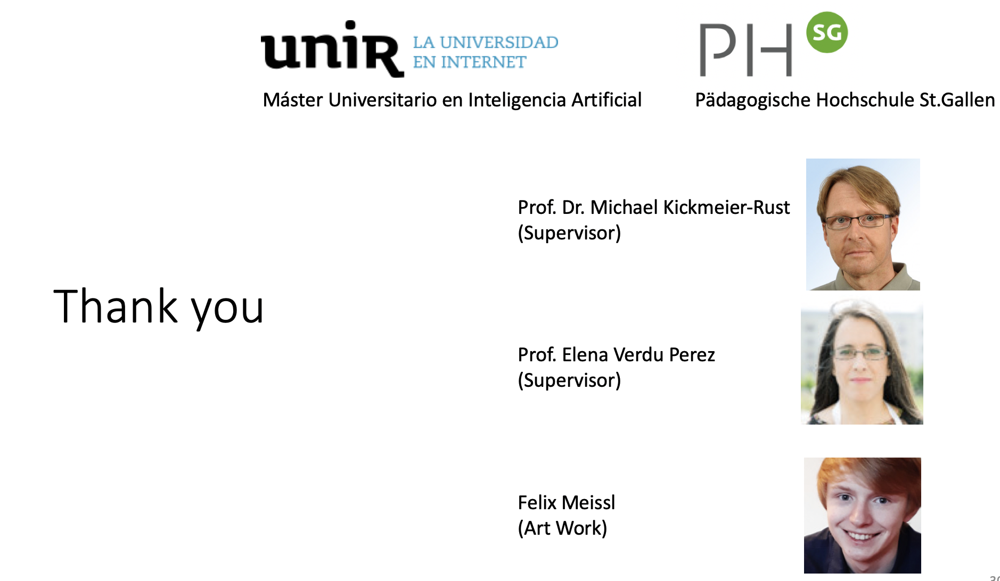 unir LA UNIVERSIDAD
EN INTERNET
PH SG
Máster Universitario en Inteligencia Artificial
Pädagogische Hochschule St.Gallen
Thank you
Prof. Dr. Michael Kickmeier-Rust
(Supervisor)
Prof. Elena Verdu Perez
(Supervisor)
Felix Meissl
(Art Work)